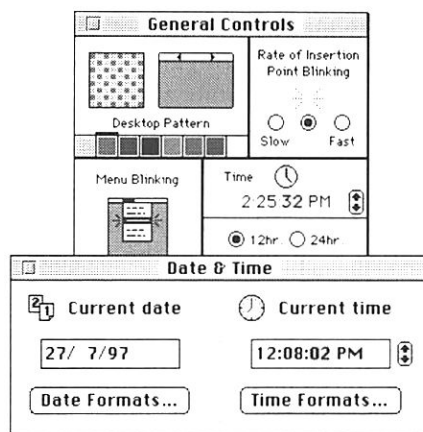 General Controls
Rate of Insertion
Point Blinking
Desktop Pattern
Slow Fast
Menu Blinking
Time
2:25:32 PM
12hr. 24hr
Date & Time
Current date
Current time
27/ 7/97
12:08:02 PM
Date Formats...
Time Formats...